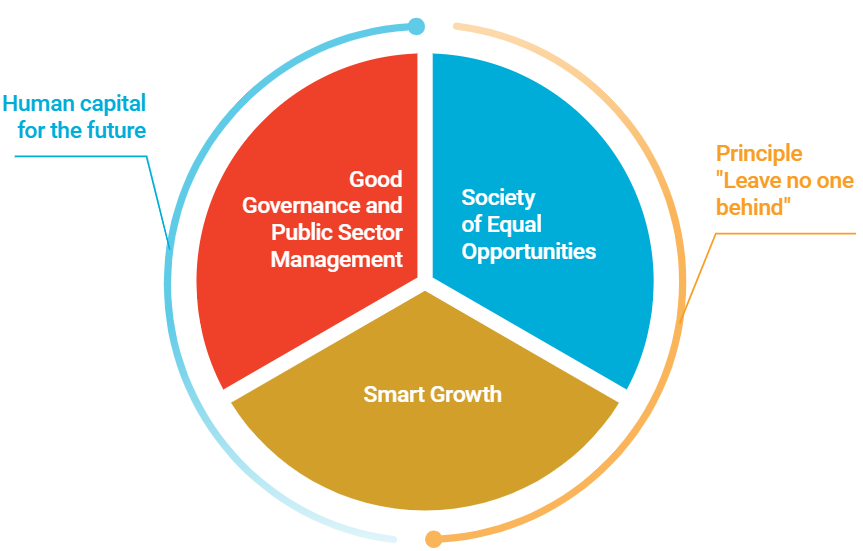 Human capital
for the future
Good
Governance and
Public Sector
Management
Society
of Equal
Opportunities
Smart Growth
Principle
"Leave no one
behind"